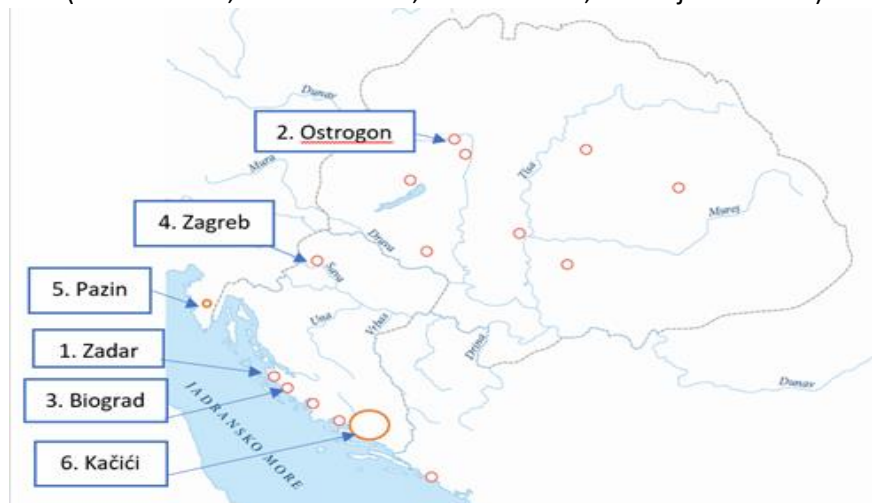 Dunav
2. Ostrogon
Mura
Tisa
Moreș
4. Zagreb
Drava
Sava
5. Pazin
Una
Vrbas
Drina
1. Zadar
Dunav
3. Biograd
JADRANSKO MORE
6. Kačići